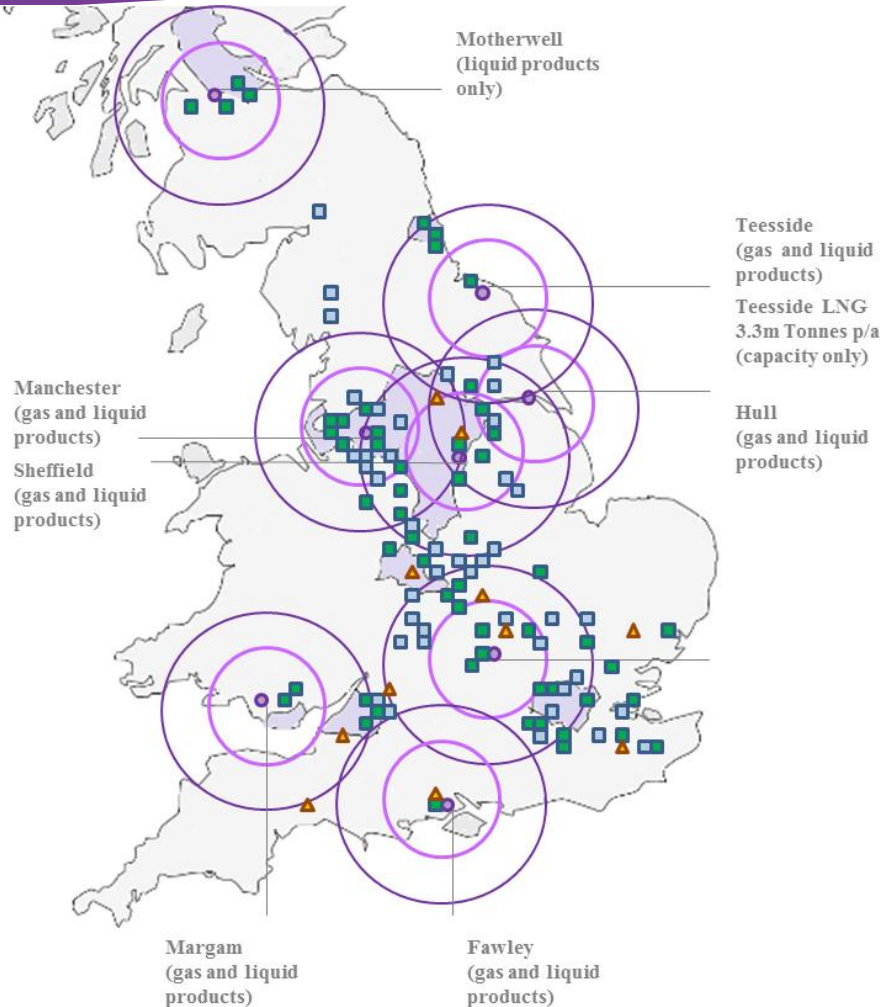 Motherwell
(liquid products
only)
Teesside
(gas and liquid
products)
Teesside LNG
3.3m Tonnes p/a
(capacity only)
Manchester
(gas and liquid
products)
Sheffield
(gas and liquid
products)
Hull
(gas and liquid
products)
Margam
(gas and liquid
products)
Fawley
(gas and liquid
products)